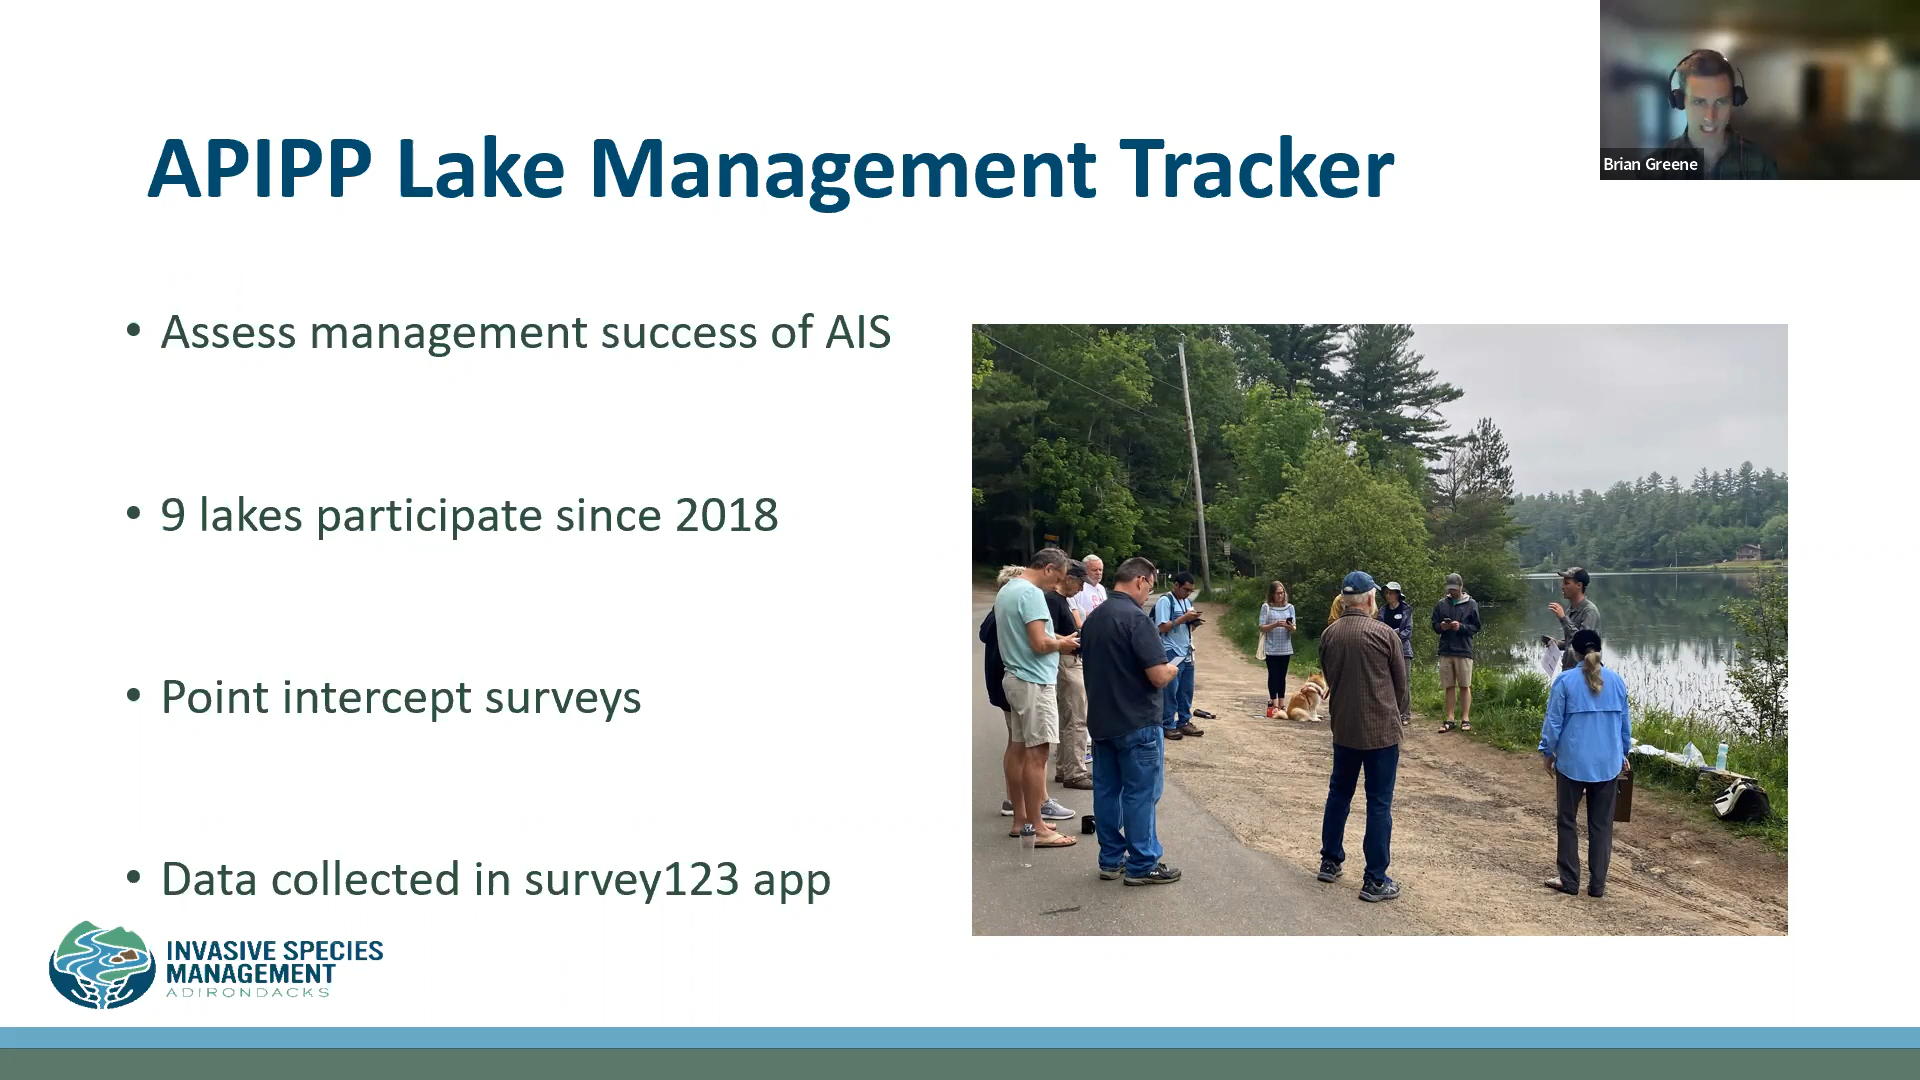 Brian Greene
APIPP Lake Management Tracker
• Assess management success of AIS
• 9 lakes participate since 2018
• Point intercept surveys
• Data collected in survey123 app
INVASIVE SPECIES
MANAGEMENT
ADIRONDACKS